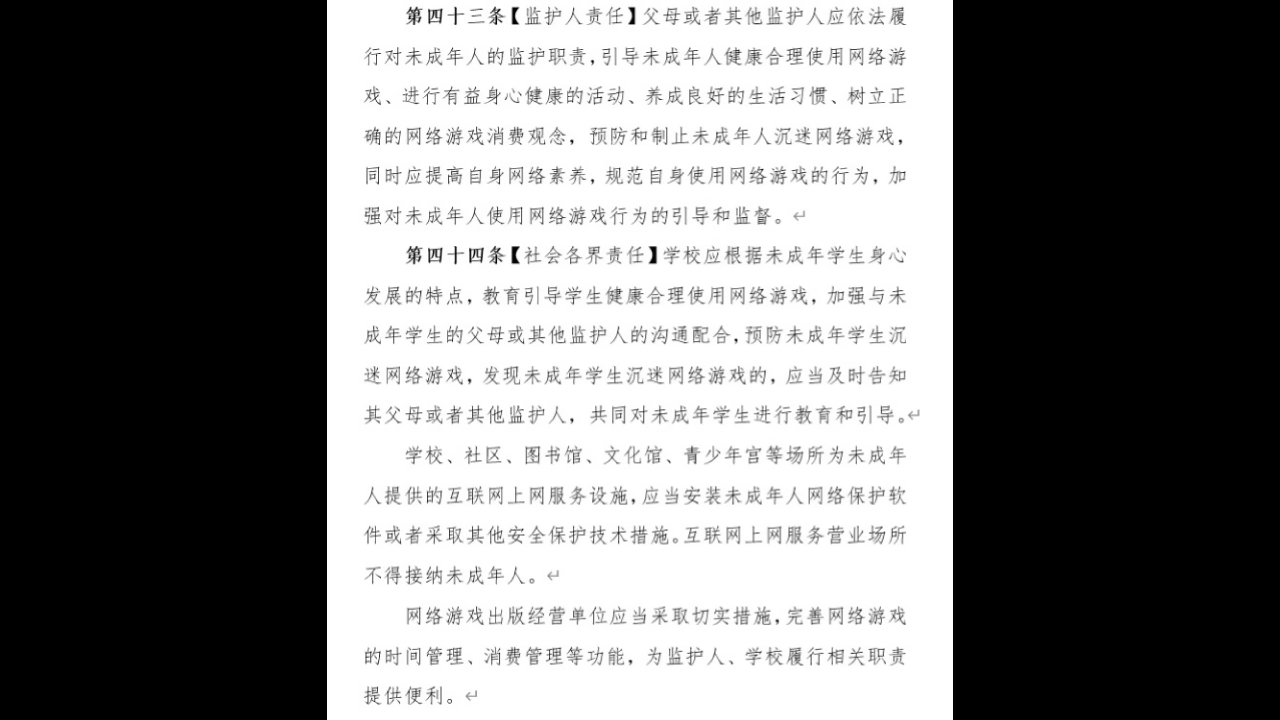 第四十三条【监护人责任】父母或者其他监护人应依法履
行对未成年人的监护职责，引导未成年人健康合理使用网络游
戏、进行有益身心健康的活动、养成良好的生活习惯、树立正
确的网络游戏消费观念，预防和制止未成年人沉迷网络游戏，
同时应提高自身网络素养，规范自身使用网络游戏的行为，加
强对未成年人使用网络游戏行为的引导和监督。↵
第四十四条【社会各界责任】学校应根据未成年学生身心
发展的特点，教育引导学生健康合理使用网络游戏，加强与未
成年学生的父母或其他监护人的沟通配合，预防未成年学生沉
迷网络游戏，发现未成年学生沉迷网络游戏的，应当及时告知
其父母或者其他监护人，共同对未成年学生进行教育和引导。↵
学校、社区、图书馆、文化馆、青少年宫等场所为未成年
人提供的互联网上网服务设施，应当安装未成年人网络保护软
件或者采取其他安全保护技术措施。互联网上网服务营业场所
不得接纳未成年人。↵
网络游戏出版经营单位应当采取切实措施，完善网络游戏
的时间管理、消费管理等功能，为监护人、学校履行相关职责
提供便利。↵